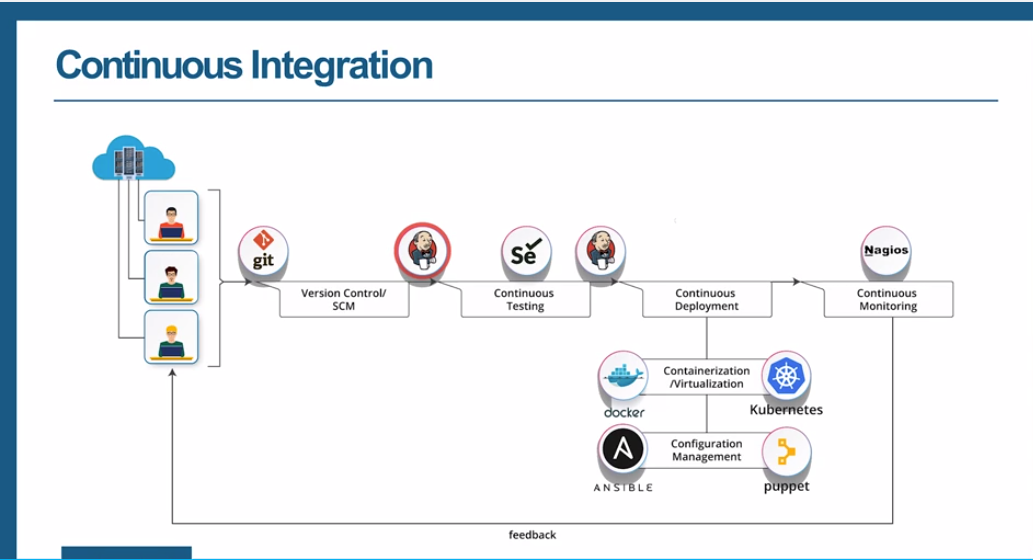 Continuous Integration
git
Sé
Nagios
Version Control/
SCM
Continuous
Testing
Continuous
Deployment
Continuous
Monitoring
Containerization
/Virtualization
docker
Kubernetes
Configuration
Management
ANSIBLE
puppet
feedback